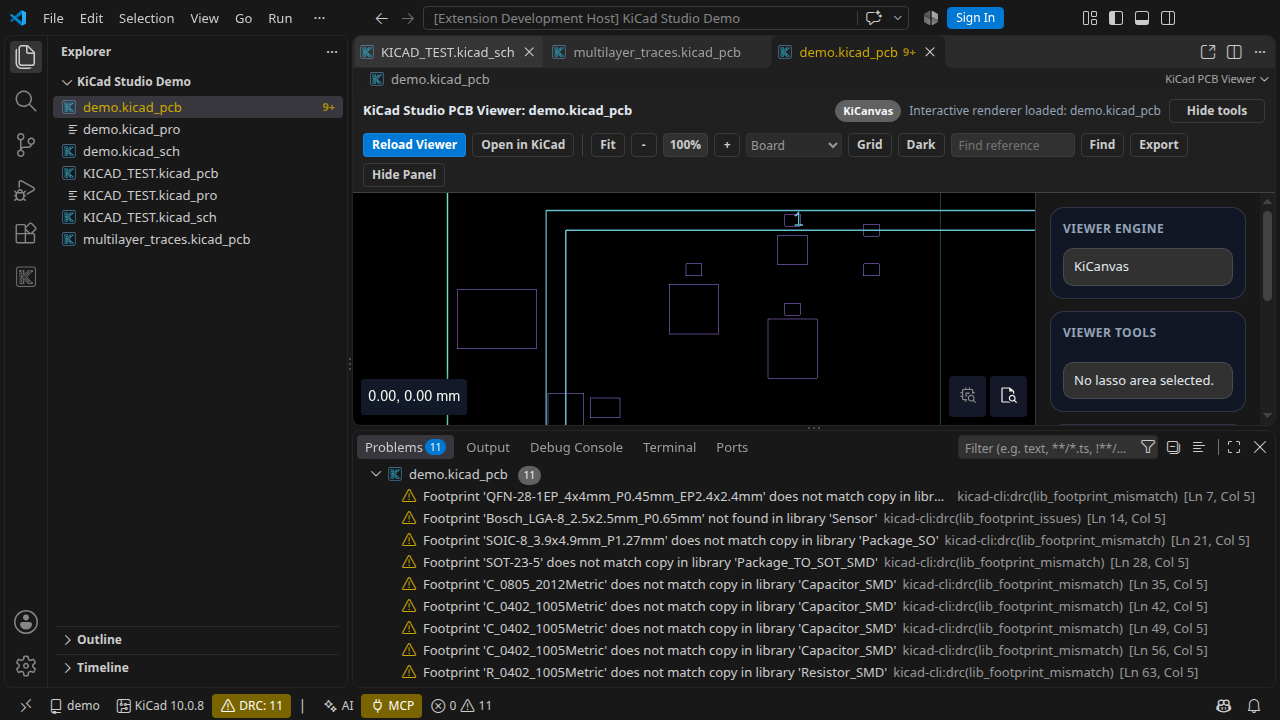 File Edit Selection View Go Run ··· [Extension Development Host] KiCad Studio Demo Sign In
Explorer
KiCad Studio Demo
demo.kicad_pcb 9+
demo.kicad_pro
demo.kicad_sch
KICAD_TEST.kicad_pcb
KICAD_TEST.kicad_pro
KICAD_TEST.kicad_sch
multilayer_traces.kicad_pcb
Outline
Timeline
KICAD_TEST.kicad_sch multilayer_traces.kicad_pcb demo.kicad_pcb 9+
demo.kicad_pcb KiCad PCB Viewer
KiCad Studio PCB Viewer: demo.kicad_pcb KiCanvas Interactive renderer loaded: demo.kicad_pcb Hide tools
Reload Viewer Open in KiCad Fit - 100% + Board Grid Dark Find reference Find Export
Hide Panel
1
0.00, 0.00 mm
VIEWER ENGINE
KiCanvas
VIEWER TOOLS
No lasso area selected.
Problems 11 Output Debug Console Terminal Ports Filter (e.g. text, **/*.ts, !**/...
demo.kicad_pcb 11
Footprint 'QFN-28-1EP_4x4mm_P0.45mm_EP2.4x2.4mm' does not match copy in libr... kicad-cli:drc(lib_footprint_mismatch) [Ln 7, Col 5]
Footprint 'Bosch_LGA-8_2.5x2.5mm_P0.65mm' not found in library 'Sensor' kicad-cli:drc(lib_footprint_issues) [Ln 14, Col 5]
Footprint 'SOIC-8_3.9x4.9mm_P1.27mm' does not match copy in library 'Package_SO' kicad-cli:drc(lib_footprint_mismatch) [Ln 21, Col 5]
Footprint 'SOT-23-5' does not match copy in library 'Package_TO_SOT_SMD' kicad-cli:drc(lib_footprint_mismatch) [Ln 28, Col 5]
Footprint 'C_0805_2012Metric' does not match copy in library 'Capacitor_SMD' kicad-cli:drc(lib_footprint_mismatch) [Ln 35, Col 5]
Footprint 'C_0402_1005Metric' does not match copy in library 'Capacitor_SMD' kicad-cli:drc(lib_footprint_mismatch) [Ln 42, Col 5]
Footprint 'C_0402_1005Metric' does not match copy in library 'Capacitor_SMD' kicad-cli:drc(lib_footprint_mismatch) [Ln 49, Col 5]
Footprint 'C_0402_1005Metric' does not match copy in library 'Capacitor_SMD' kicad-cli:drc(lib_footprint_mismatch) [Ln 56, Col 5]
Footprint 'R_0402_1005Metric' does not match copy in library 'Resistor_SMD' kicad-cli:drc(lib_footprint_mismatch) [Ln 63, Col 5]
demo KiCad 10.0.8 DRC: 11 | AI MCP 0 11